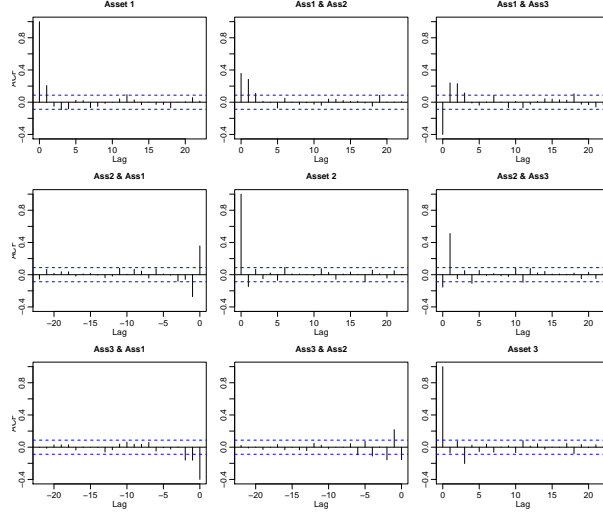 Asset 1 Ass1 & Ass2 Ass1 & Ass3
-0.4 0.0 0.4 0.8 -0.4 0.0 0.4 0.8 -0.4 0.0 0.4 0.8
0 5 10 15 20 0 5 10 15 20 0 5 10 15 20
Lag Lag Lag
Ass2 & Ass1 Asset 2 Ass2 & Ass3
-0.4 0.0 0.4 0.8 -0.4 0.0 0.4 0.8 -0.4 0.0 0.4 0.8
-20 -15 -10 -5 0 0 5 10 15 20 0 5 10 15 20
Lag Lag Lag
Ass3 & Ass1 Ass3 & Ass2 Asset 3
-0.4 0.0 0.4 0.8 -0.4 0.0 0.4 0.8 -0.4 0.0 0.4 0.8
-20 -15 -10 -5 0 -20 -15 -10 -5 0 0 5 10 15 20
Lag Lag Lag